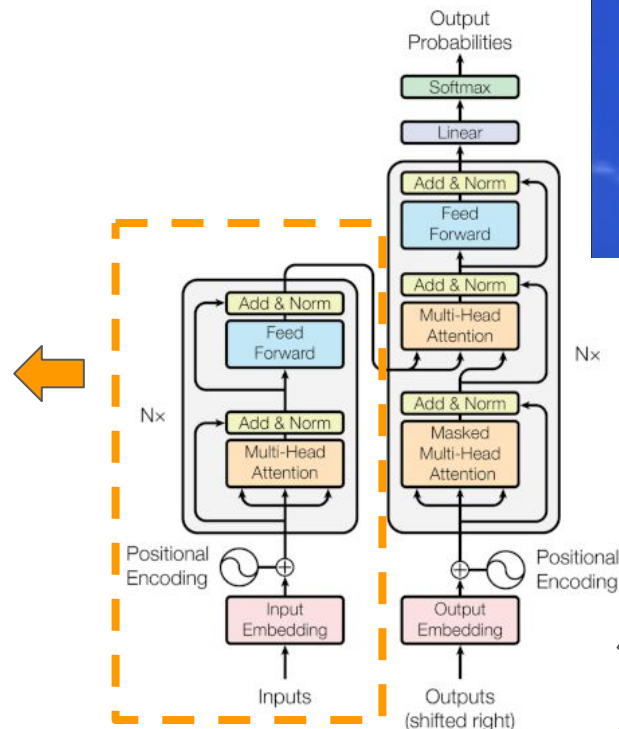 Output
Probabilities
Softmax
Linear
Add & Norm
Feed
Forward
Add & Norm
Multi-Head
Attention
N×
Add & Norm
Masked
Multi-Head
Attention
Positional
Encoding
Output
Embedding
Outputs
(shifted right)
Add & Norm
Feed
Forward
N×
Add & Norm
Multi-Head
Attention
Positional
Encoding
Input
Embedding
Inputs